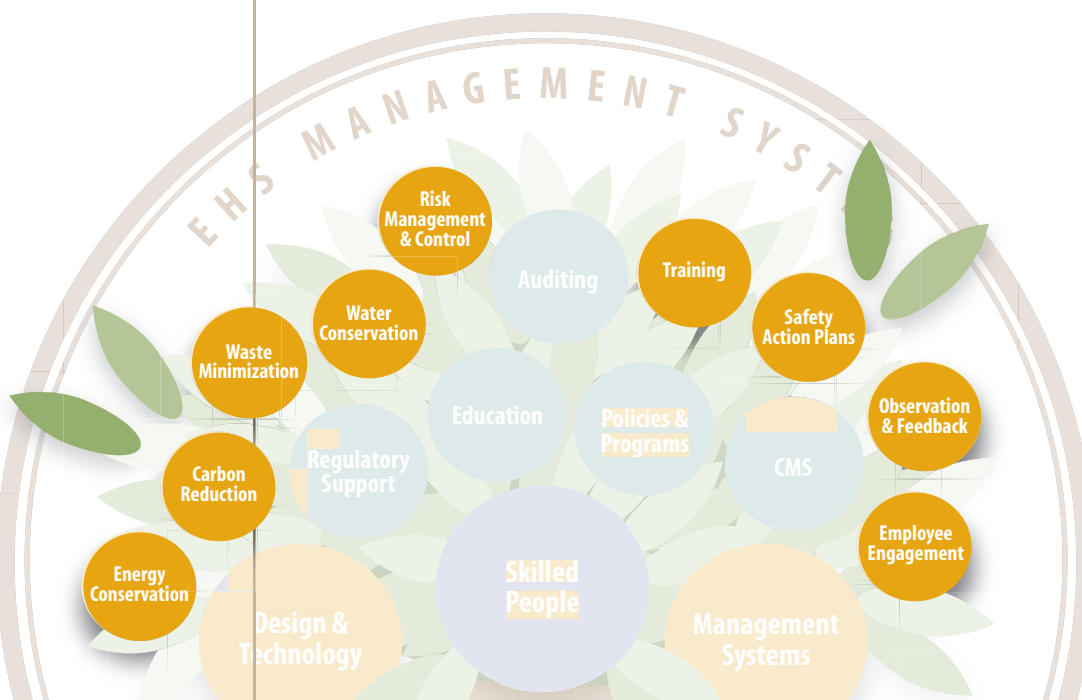 EHS MANAGEMENT SYST
Risk
Management
& Control
Auditing
Training
Water
Conservation
Safety
Action Plans
Waste
Minimization
Education
Policies &
Programs
Observation
& Feedback
Regulatory
Support
CMS
Carbon
Reduction
Employee
Engagement
Energy
Conservation
Skilled
People
Design &
Technology
Management
Systems